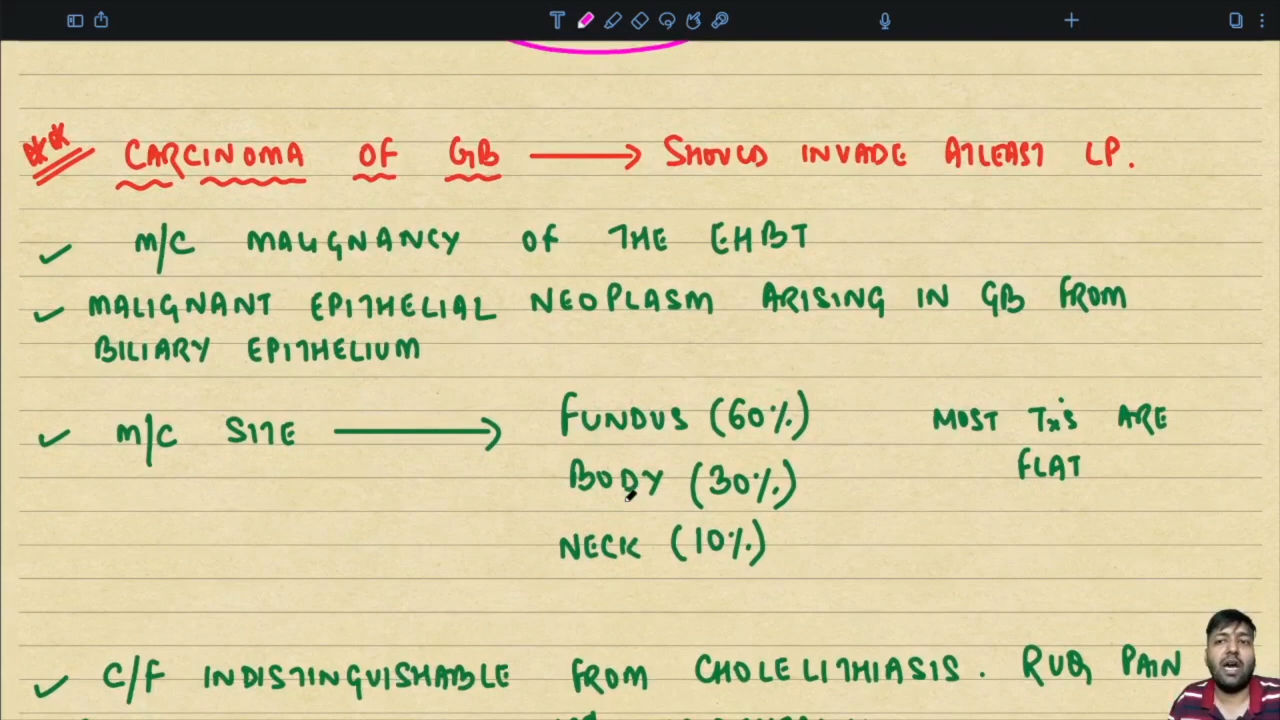 CARCINOMA OF GB → SHOULD INVADE ATLEAST LP.
✓ M/C MALIGNANCY OF THE EHBT
✓ MALIGNANT EPITHELIAL NEOPLASM ARISING IN GB FROM
BILIARY EPITHELIUM
✓ M/C SITE → FUNDUS (60%) MOST Tx's ARE
FLAT
BODY (30%)
NECK (10%)
✓ C/F INDISTINGUISHABLE FROM CHOLELITHIASIS. RUQ PAIN